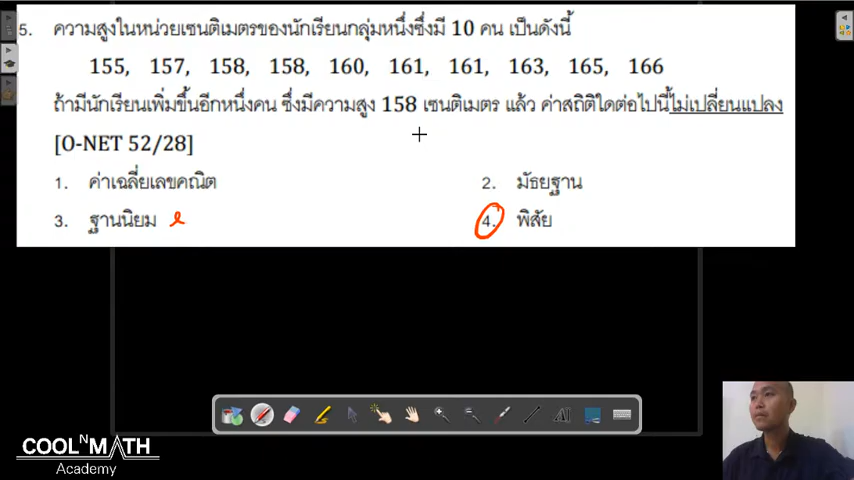 5. ความสูงในหน่วยเซนติเมตรของนักเรียนกลุ่มหนึ่งซึ่งมี 10 คน เป็นดังนี้
155, 157, 158, 158, 160, 161, 161, 163, 165, 166
ถ้ามีนักเรียนเพิ่มขึ้นอีกหนึ่งคน ซึ่งมีความสูง 158 เซนติเมตร แล้ว ค่าสถิติใดต่อไปนี้ไม่เปลี่ยนแปลง
[O-NET 52/28]
1. ค่าเฉลี่ยเลขคณิต 2. มัธยฐาน
3. ฐานนิยม 4. พิสัย
AI
COOLNMATH
Academy